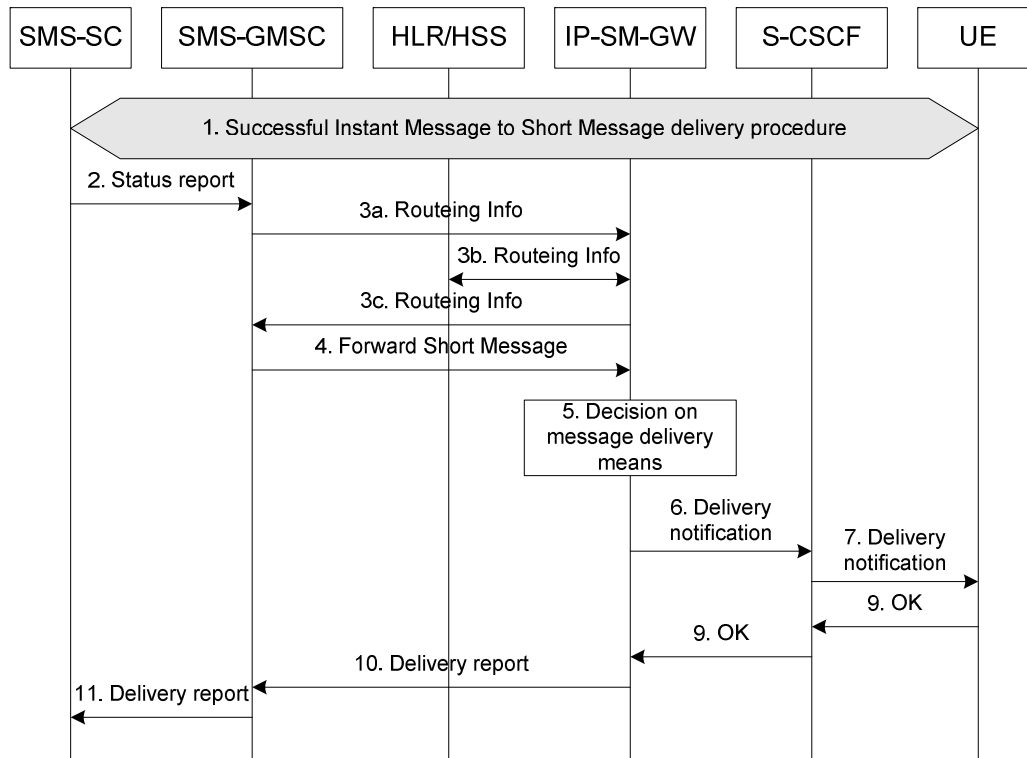 SMS-SC
SMS-GMSC
HLR/HSS
IP-SM-GW
S-CSCF
UE
1. Successful Instant Message to Short Message delivery procedure
2. Status report
3a. Routeing Info
3b. Routeing Info
3c. Routeing Info
4. Forward Short Message
5. Decision on
message delivery
means
6. Delivery
notification
7. Delivery
notification
9. OK
9. OK
10. Delivery report
11. Delivery report